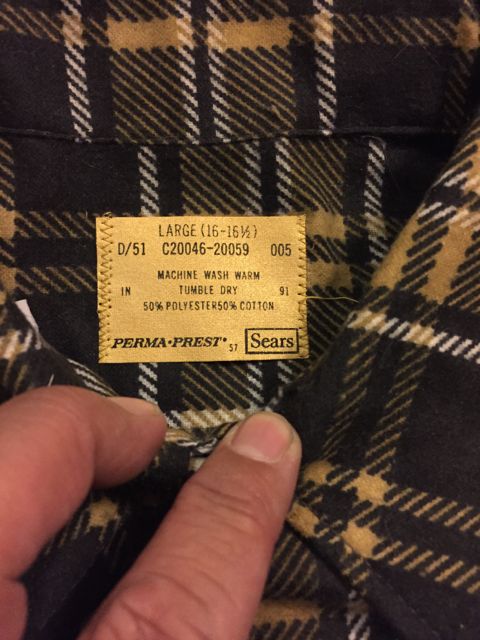 LARGE (16-16½)
D/51 C20046-20059 005
MACHINE WASH WARM
IN TUMBLE DRY 91
50% POLYESTER50% COTTON
PERMA•PREST• 57 Sears